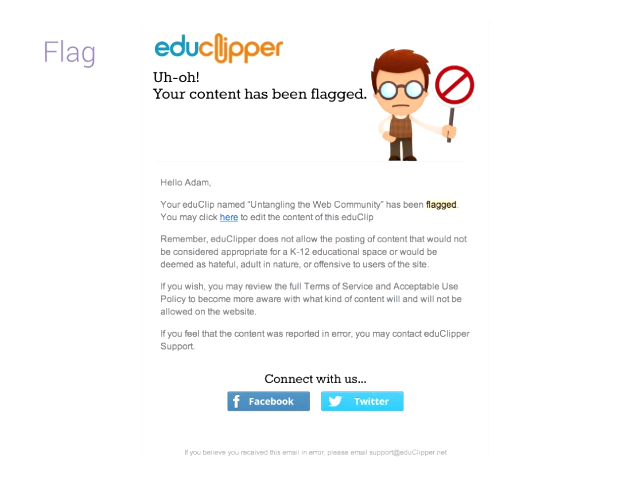 Flag
educlipper
Uh-oh!
Your content has been flagged.
Hello Adam,
Your eduClip named "Untangling the Web Community" has been flagged.
You may click here to edit the content of this eduClip
Remember, eduClipper does not allow the posting of content that would not
be considered appropriate for a K-12 educational space or would be
deemed as hateful, adult in nature, or offensive to users of the site.
If you wish, you may review the full Terms of Service and Acceptable Use
Policy to become more aware with what kind of content will and will not be
allowed on the website.
If you feel that the content was reported in error, you may contact eduClipper
Support.
Connect with us...
Facebook
Twitter
If you believe you received this email in error, please email support@eduClipper.net.